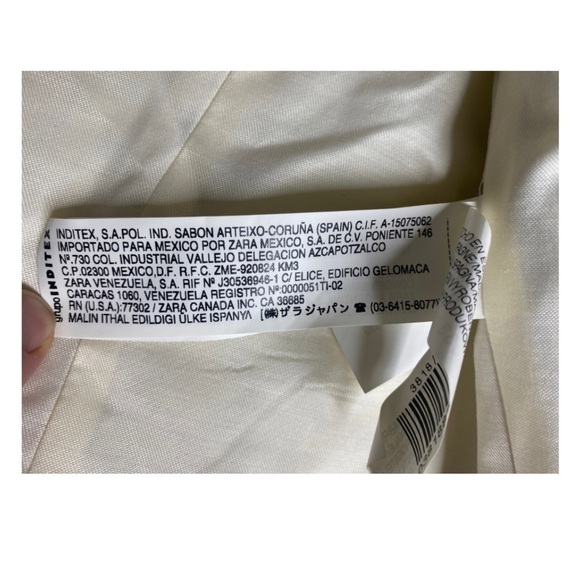 grupo INDITEX
INDITEX, S.A.POL. IND. SABON ARTEIXO-CORUÑA (SPAIN) C.I.F. A-15075062
IMPORTADO PARA MEXICO POR ZARA MEXICO, S.A. DE C.V. PONIENTE 146
Nº.730 COL. INDUSTRIAL VALLEJO DELEGACION AZCAPOTZALCO
C.P.02300 MEXICO,D.F. R.F.C. ZME-920824 KM3
ZARA VENEZUELA, S.A. RIF Nº J30536946-1 C/ ELICE, EDIFICIO GELOMACA
CARACAS 1060, VENEZUELA REGISTRO Nº:0000051TI-02
RN (U.S.A.):77302 / ZARA CANADA INC. CA 38885
MALIN ITHAL EDILDIGI ÜLKE ISPANYA [㈱ザラジャパン ☎ (03-6415-8077
3818/